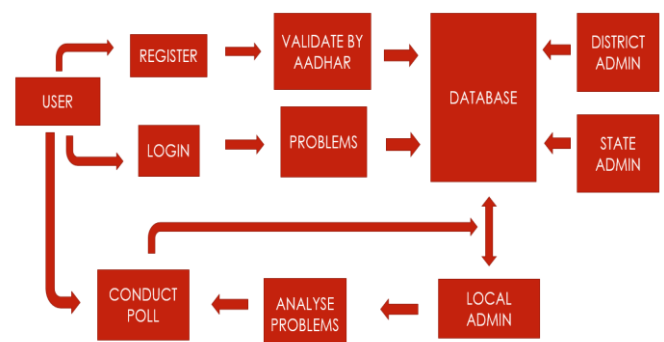 REGISTER
VALIDATE BY
AADHAR
DATABASE
DISTRICT
ADMIN
USER
LOGIN
PROBLEMS
STATE
ADMIN
CONDUCT
POLL
ANALYSE
PROBLEMS
LOCAL
ADMIN